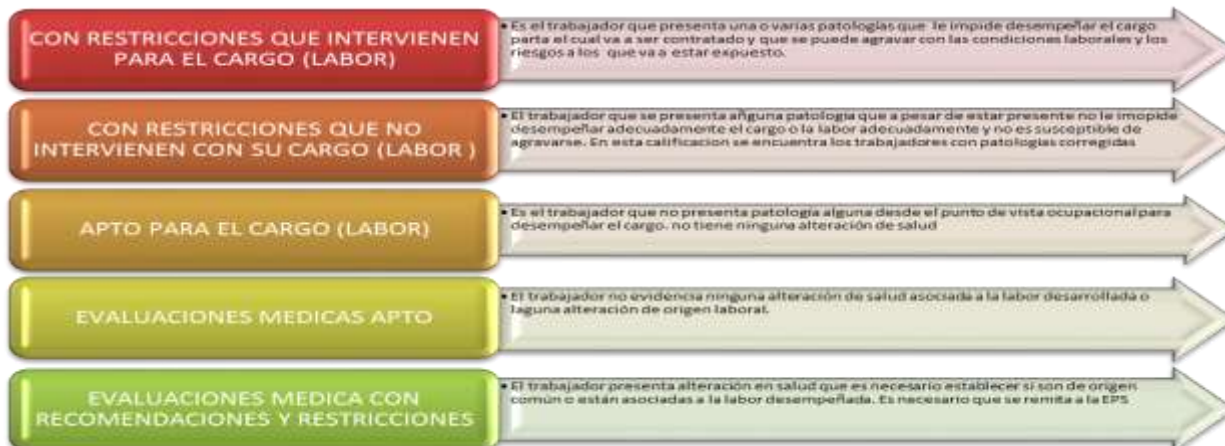 CON RESTRICCIONES QUE INTERVIENEN
PARA EL CARGO (LABOR)
• Es el trabajador que presenta una o varias patologías que le impide desempeñar el cargo
parta el cual va a ser contratado y que se puede agravar con las condiciones laborales y los
riesgos a los que va a estar expuesto.
CON RESTRICCIONES QUE NO
INTERVIENEN CON SU CARGO (LABOR )
• El trabajador que se presenta añguna patologia que a pesar de estar presente no le imopide
desempeñar adecuadamente el cargo o la labor adecuadamente y no es susceptible de
agravarse. En esta calificacion se encuentra los trabajadores con patologias corregidas
APTO PARA EL CARGO (LABOR)
• Es el trabajador que no presenta patología alguna desde el punto de vista ocupacional para
desempeñar el cargo. no tiene ninguna alteración de salud
EVALUACIONES MEDICAS APTO
• El trabajador no evidencia ninguna alteración de salud asociada a la labor desarrollada o
laguna alteración de origen laboral.
EVALUACIONES MEDICA CON
RECOMENDACIONES Y RESTRICCIONES
• El trabajador presenta alteración en salud que es necesario establecer si son de origen
común o están asociadas a la labor desempeñada. Es necesario que se remita a la EPS